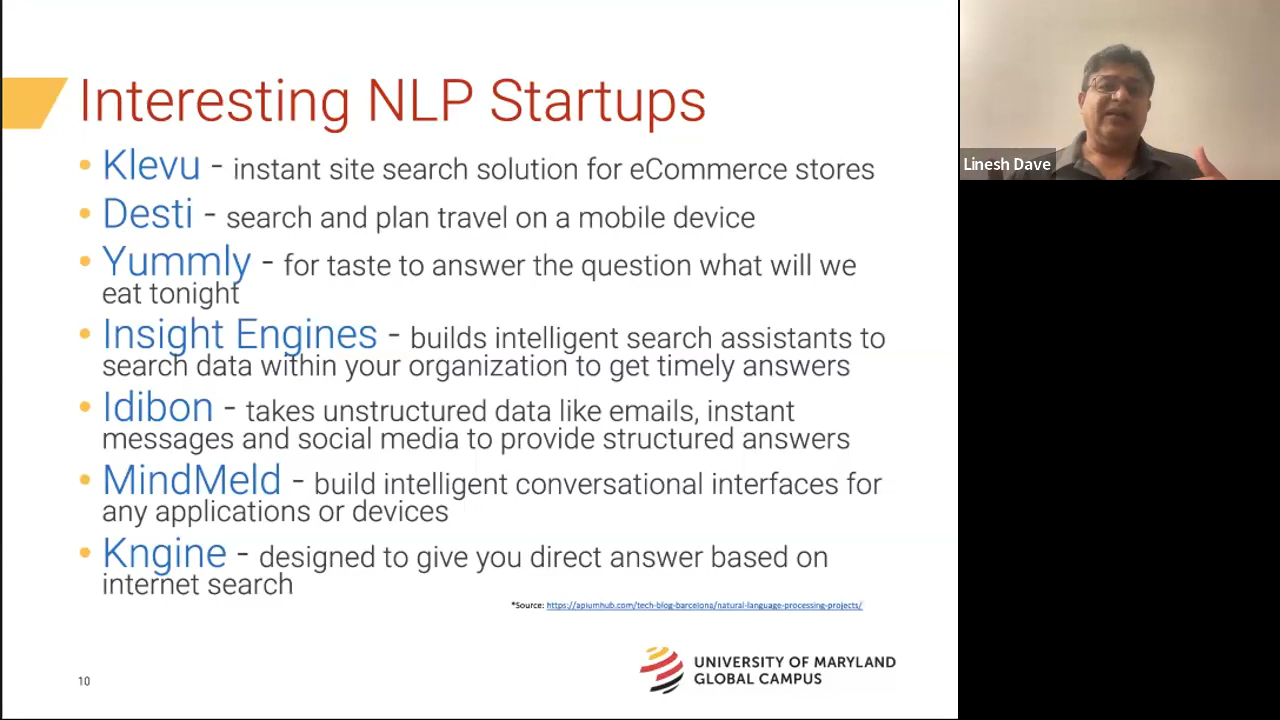 Interesting NLP Startups
• Klevu - instant site search solution for eCommerce stores
• Desti - search and plan travel on a mobile device
• Yummly - for taste to answer the question what will we
eat tonight
• Insight Engines - builds intelligent search assistants to
search data within your organization to get timely answers
• Idibon - takes unstructured data like emails, instant
messages and social media to provide structured answers
• MindMeld - build intelligent conversational interfaces for
any applications or devices
• Kngine - designed to give you direct answer based on
internet search
*Source: https://apiumhub.com/tech-blog-barcelona/natural-language-processing-projects/
10
UNIVERSITY OF MARYLAND
GLOBAL CAMPUS
Linesh Dave